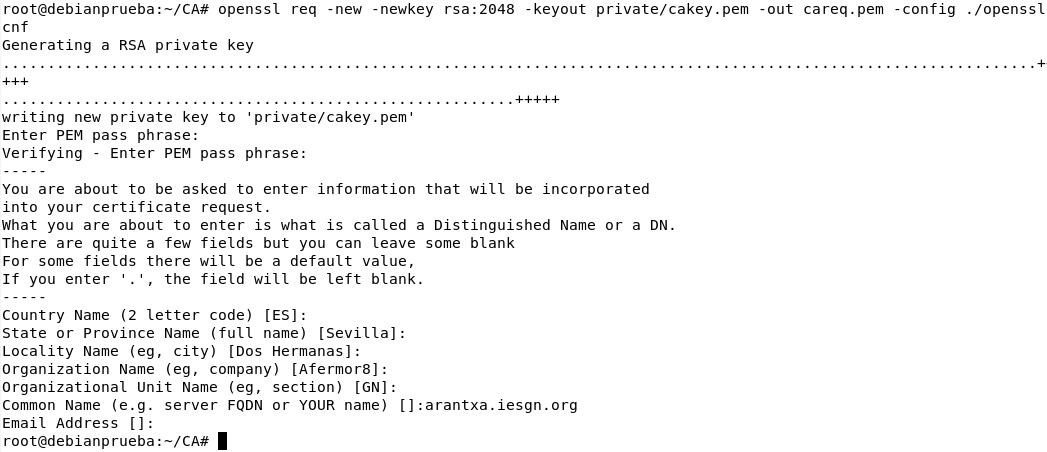 root@debianprueba:~/CA# openssl req -new -newkey rsa:2048 -keyout private/cakey.pem -out careq.pem -config ./openssl
cnf
Generating a RSA private key
...................................................................................................................+
+++
.........................................................+++++
writing new private key to 'private/cakey.pem'
Enter PEM pass phrase:
Verifying - Enter PEM pass phrase:
-----
You are about to be asked to enter information that will be incorporated
into your certificate request.
What you are about to enter is what is called a Distinguished Name or a DN.
There are quite a few fields but you can leave some blank
For some fields there will be a default value,
If you enter '.', the field will be left blank.
-----
Country Name (2 letter code) [ES]:
State or Province Name (full name) [Sevilla]:
Locality Name (eg, city) [Dos Hermanas]:
Organization Name (eg, company) [Afermor8]:
Organizational Unit Name (eg, section) [GN]:
Common Name (e.g. server FQDN or YOUR name) []:arantxa.iesgn.org
Email Address []:
root@debianprueba:~/CA#